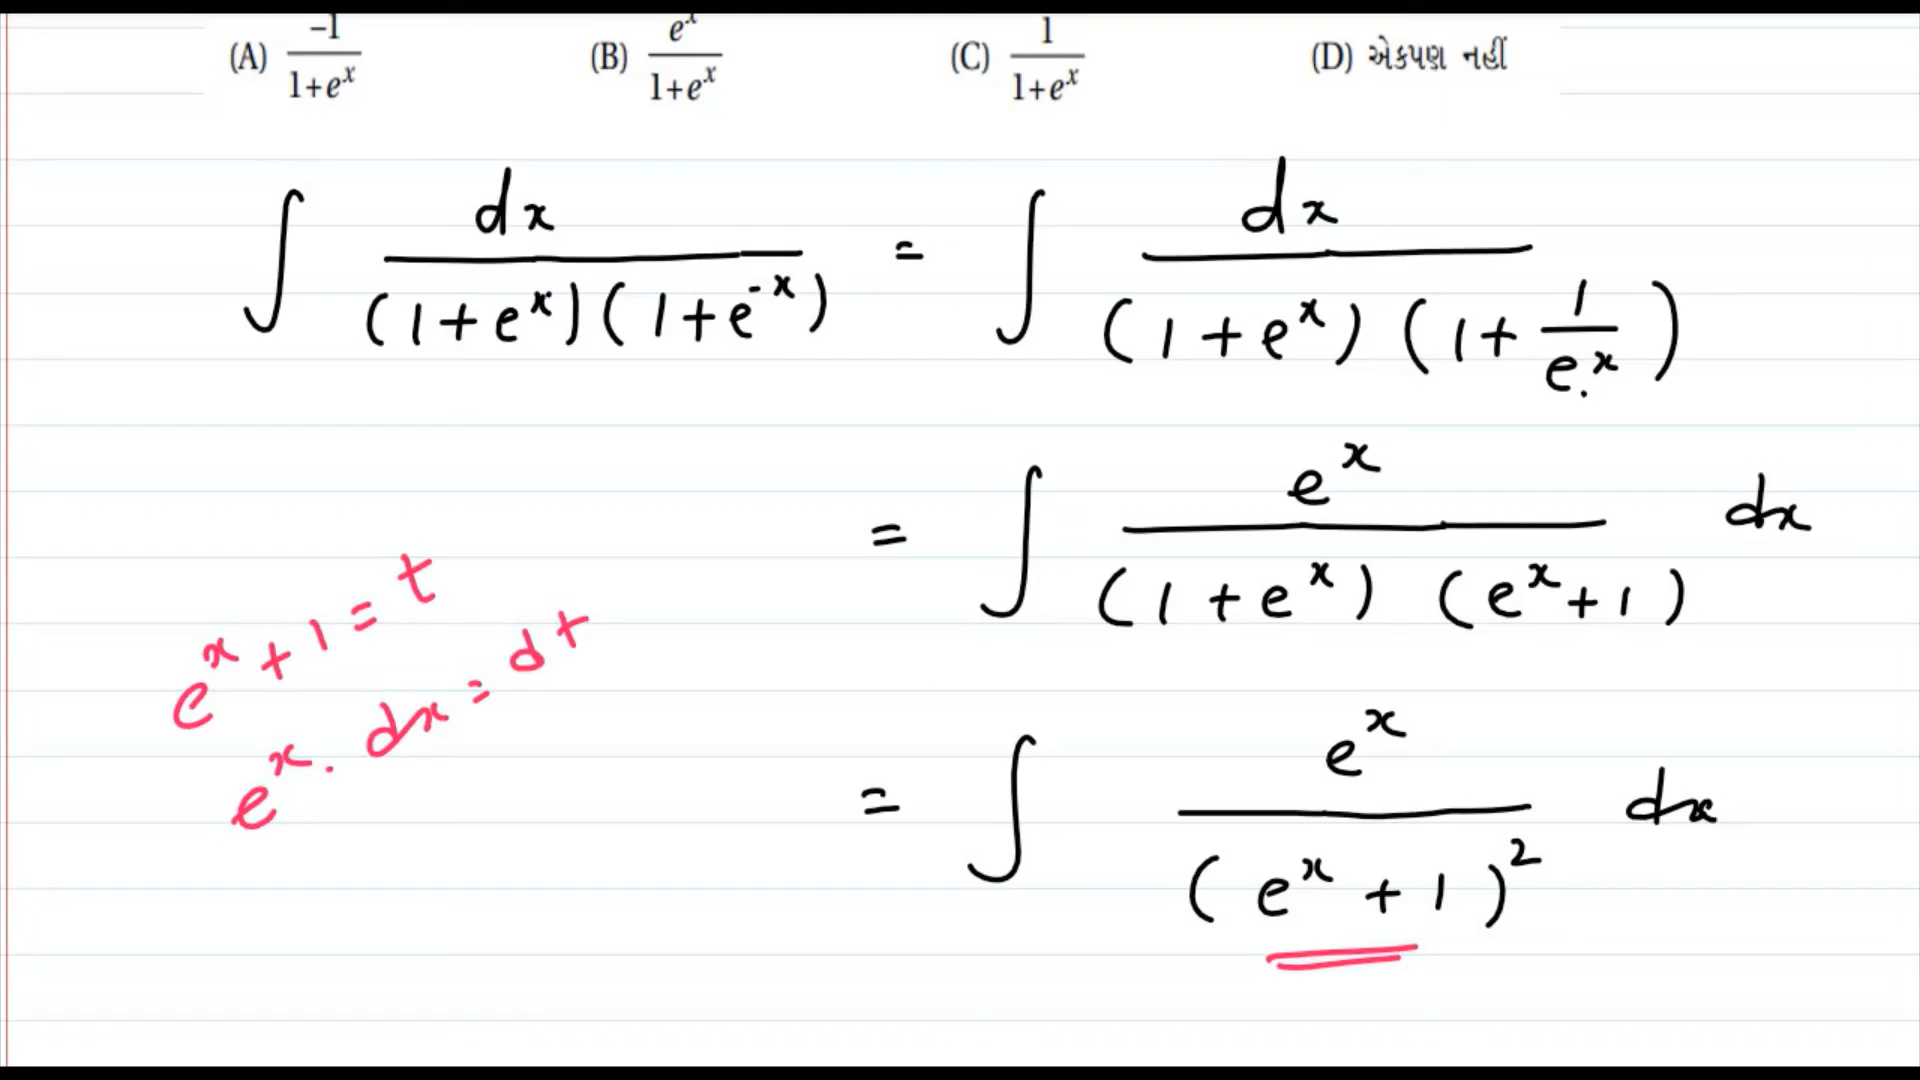 (A) -1/(1+e^x) (B) e^x/(1+e^x) (C) 1/(1+e^x) (D) એકપણ નહીં
∫ dx/((1+e^x)(1+e^-x)) = ∫ dx/((1+e^x)(1+1/e^x))
= ∫ e^x/((1+e^x)(e^x+1)) dx
e^x+1=t
e^x. dx=dt
= ∫ e^x/(e^x+1)^2 dx